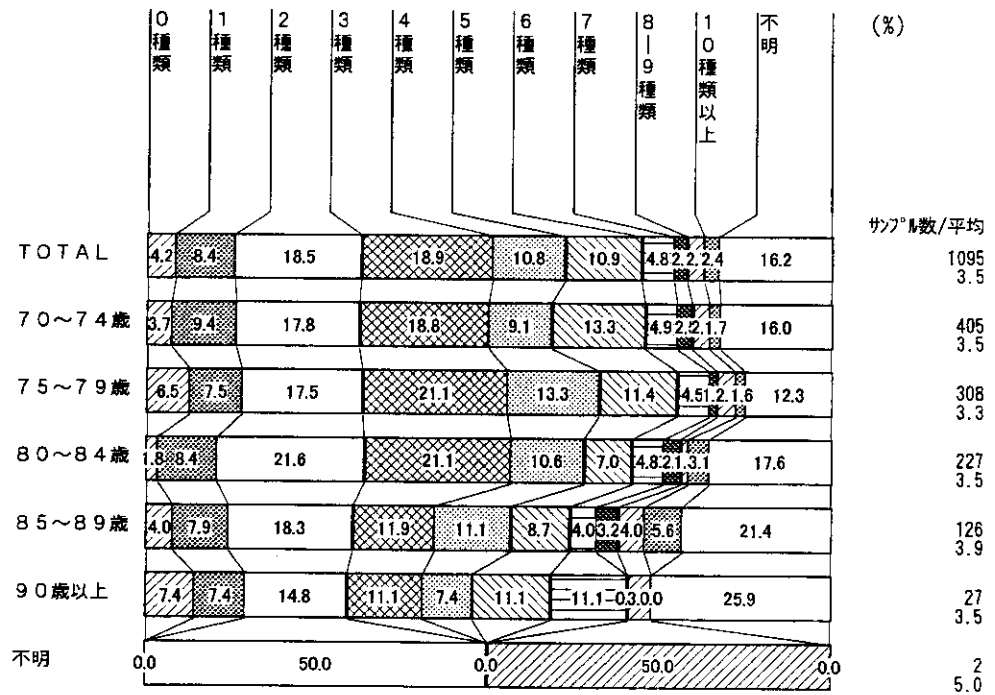 0種類 1種類 2種類 3種類 4種類 5種類 6種類 7種類 8―9種類 10種類以上 不明 (%)
サンプル数/平均
TOTAL 4.2 8.4 18.5 18.9 10.8 10.9 4.8 2.2 2.4 16.2 1095
3.5
70～74歳 3.7 9.4 17.8 18.8 9.1 13.3 4.9 1.7 16.0 405
3.5
75～79歳 6.5 7.5 17.5 21.1 13.3 11.4 4.5 1.6 12.3 308
3.3
80～84歳 1.8 8.4 21.6 21.1 10.6 7.0 4.8 3.1 17.6 227
3.5
85～89歳 4.0 7.9 18.3 11.9 11.1 8.7 4.0 3.2 4.0 5.6 21.4 126
3.9
90歳以上 7.4 7.4 14.8 11.1 7.4 11.1 11.1 0.0 25.9 27
3.5
不明 0.0 50.0 0.0 50.0 0.0 2
5.0